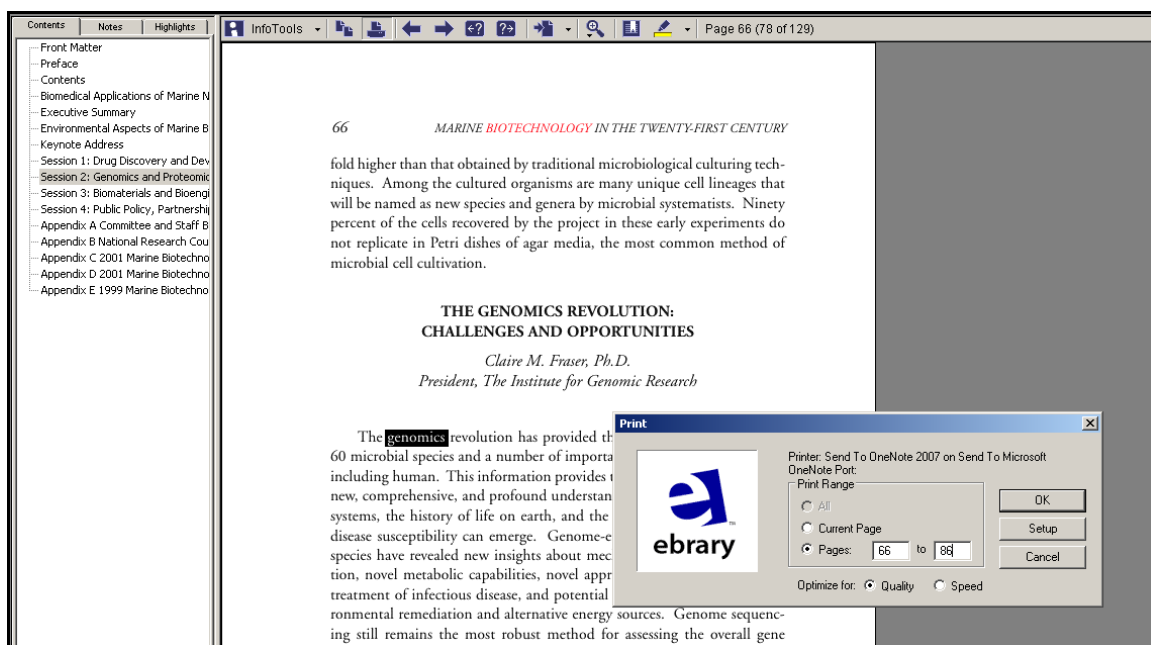 Contents Notes Highlights
InfoTools Page 66 (78 of 129)
Front Matter
Preface
Contents
Biomedical Applications of Marine N
Executive Summary
Environmental Aspects of Marine B
Keynote Address
Session 1: Drug Discovery and Dev
Session 2: Genomics and Proteomic
Session 3: Biomaterials and Bioengi
Session 4: Public Policy, Partnershi
Appendix A Committee and Staff B
Appendix B National Research Cou
Appendix C 2001 Marine Biotechno
Appendix D 2001 Marine Biotechno
Appendix E 1999 Marine Biotechno
66 MARINE BIOTECHNOLOGY IN THE TWENTY-FIRST CENTURY
fold higher than that obtained by traditional microbiological culturing tech-
niques. Among the cultured organisms are many unique cell lineages that
will be named as new species and genera by microbial systematists. Ninety
percent of the cells recovered by the project in these early experiments do
not replicate in Petri dishes of agar media, the most common method of
microbial cell cultivation.
THE GENOMICS REVOLUTION:
CHALLENGES AND OPPORTUNITIES
Claire M. Fraser, Ph.D.
President, The Institute for Genomic Research
The genomics revolution has provided th
60 microbial species and a number of importa
including human. This information provides
new, comprehensive, and profound understan
systems, the history of life on earth, and the
disease susceptibility can emerge. Genome-e
species have revealed new insights about mec
tion, novel metabolic capabilities, novel appr
treatment of infectious disease, and potential
ronmental remediation and alternative energy sources. Genome sequenc-
ing still remains the most robust method for assessing the overall gene
Print
ebrary
Printer: Send To OneNote 2007 on Send To Microsoft
OneNote Port:
Print Range
All
Current Page
Pages: 66 to 86
Optimize for: Quality Speed
OK
Setup
Cancel